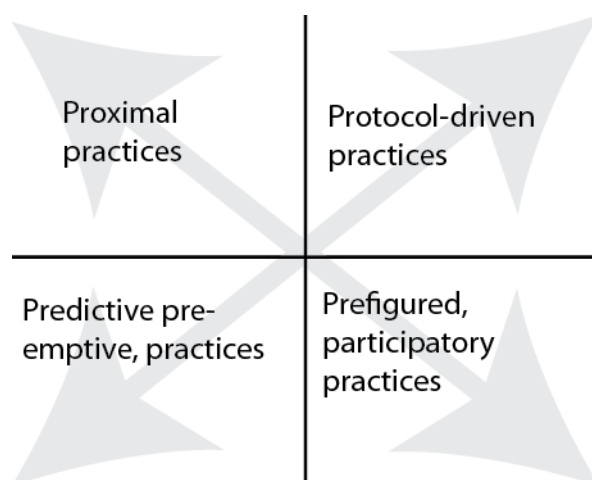 Proximal
practices
Protocol-driven
practices
Predictive pre-
emptive, practices
Prefigured,
participatory
practices